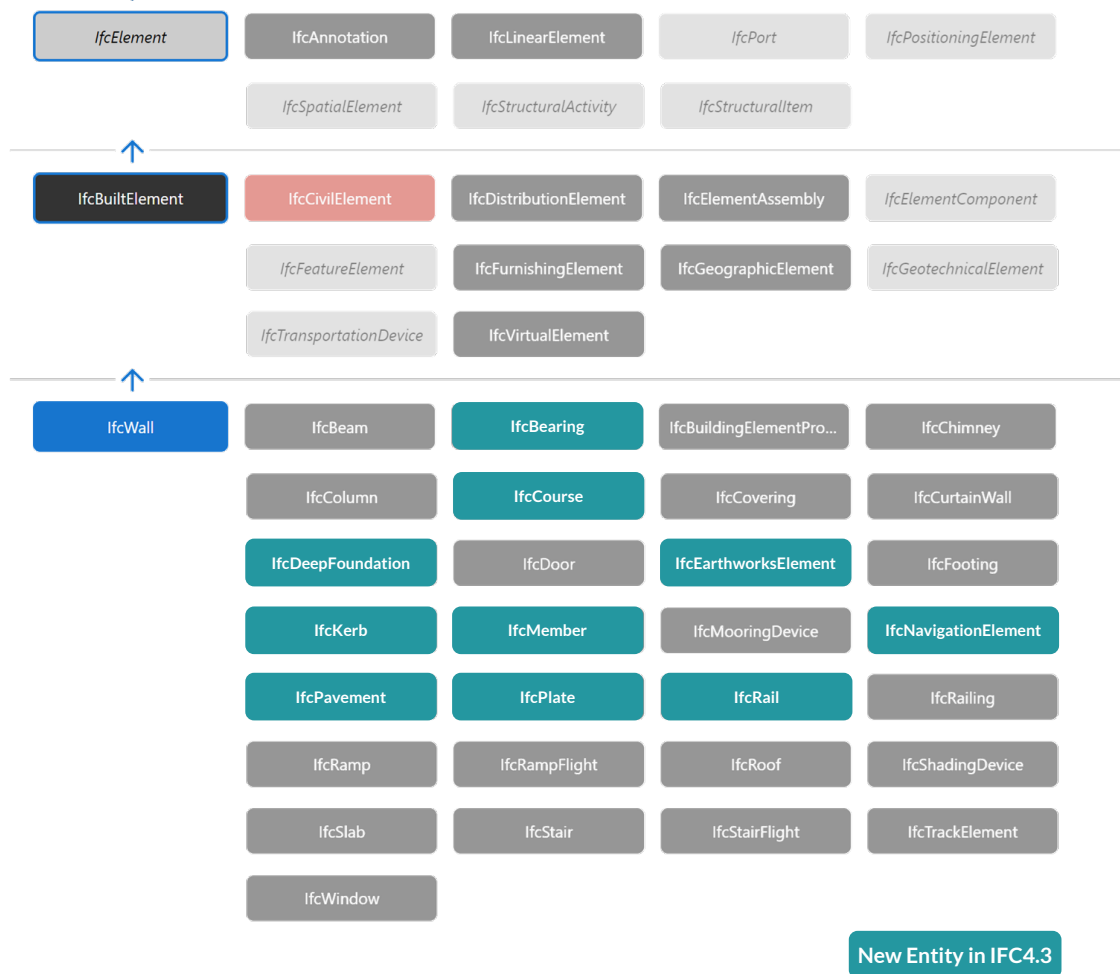 IfcElement
IfcAnnotation
IfcLinearElement
IfcPort
IfcPositioningElement
IfcSpatialElement
IfcStructuralActivity
IfcStructuralItem
IfcBuiltElement
IfcCivilElement
IfcDistributionElement
IfcElementAssembly
IfcElementComponent
IfcFeatureElement
IfcFurnishingElement
IfcGeographicElement
IfcGeotechnicalElement
IfcTransportationDevice
IfcVirtualElement
IfcWall
IfcBeam
IfcBearing
IfcBuildingElementPro...
IfcChimney
IfcColumn
IfcCourse
IfcCovering
IfcCurtainWall
IfcDeepFoundation
IfcDoor
IfcEarthworksElement
IfcFooting
IfcKerb
IfcMember
IfcMooringDevice
IfcNavigationElement
IfcPavement
IfcPlate
IfcRail
IfcRailing
IfcRamp
IfcRampFlight
IfcRoof
IfcShadingDevice
IfcSlab
IfcStair
IfcStairFlight
IfcTrackElement
IfcWindow
New Entity in IFC4.3